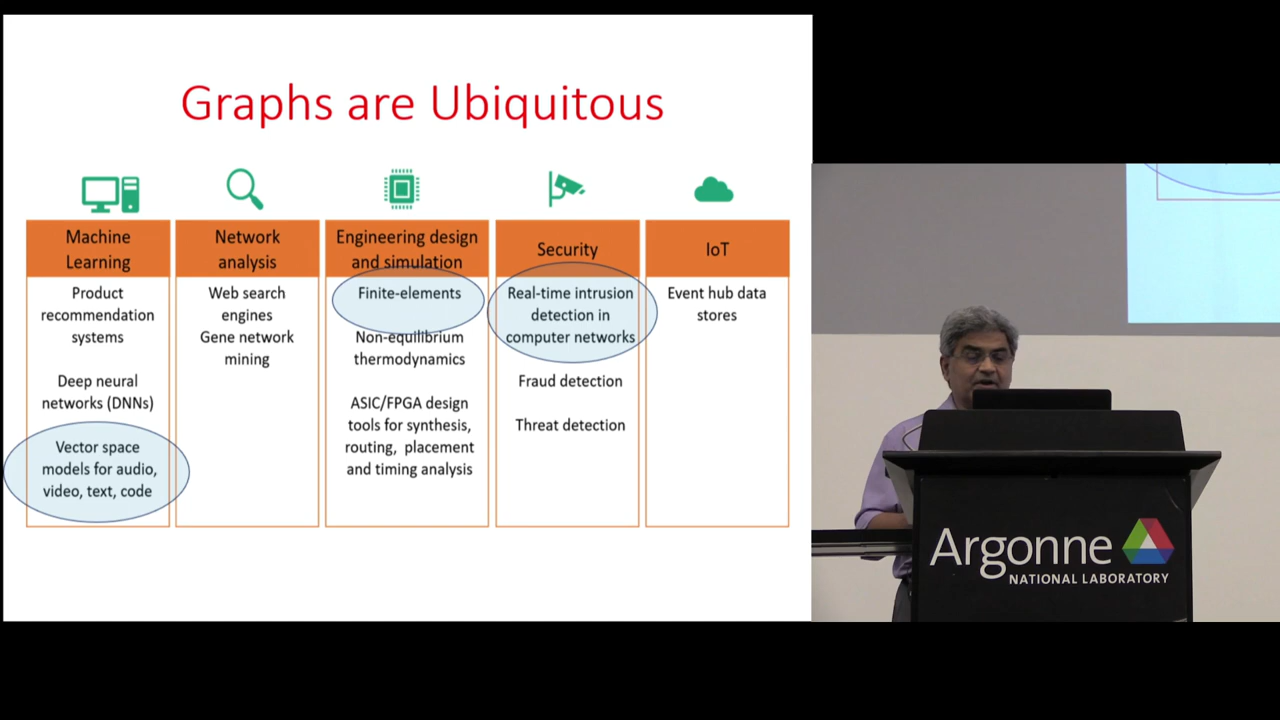 Graphs are Ubiquitous
Machine
Learning
Product
recommendation
systems
Deep neural
networks (DNNs)
Vector space
models for audio,
video, text, code
Network
analysis
Web search
engines
Gene network
mining
Engineering design
and simulation
Finite-elements
Non-equilibrium
thermodynamics
ASIC/FPGA design
tools for synthesis,
routing, placement
and timing analysis
Security
Real-time intrusion
detection in
computer networks
Fraud detection
Threat detection
IoT
Event hub data
stores
Argonne
NATIONAL LABORATORY